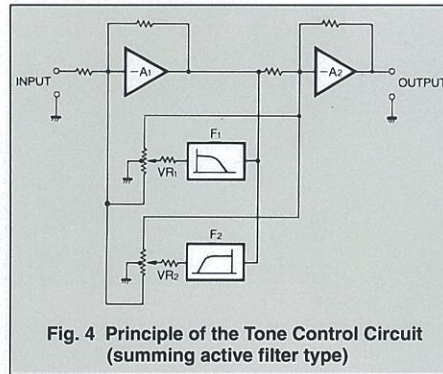 INPUT
−A1
−A2
OUTPUT
F1
VR1
F2
VR2
Fig. 4 Principle of the Tone Control Circuit
(summing active filter type)